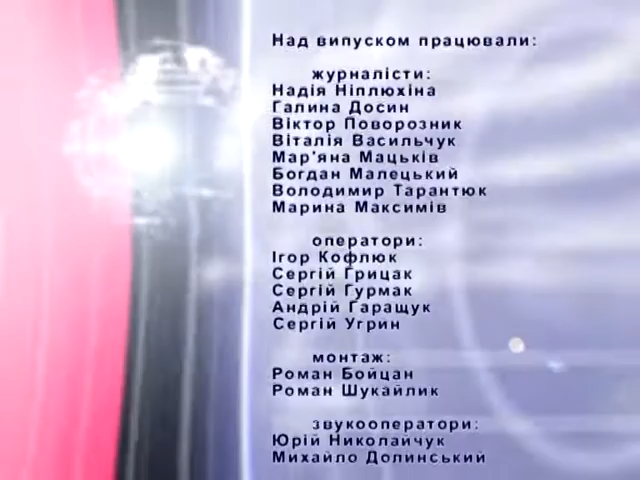 Над випуском працювали:
журналісти:
Надія Ніплюхіна
Галина Досин
Віктор Поворозник
Віталія Васильчук
Мар'яна Мацьків
Богдан Малецький
Володимир Тарантюк
Марина Максимів
оператори:
Ігор Кофлюк
Сергій Грицак
Сергій Гурмак
Андрій Гаращук
Сергій Угрин
монтаж:
Роман Бойцан
Роман Шукайлик
звукооператори:
Юрій Николайчук
Михайло Долинський